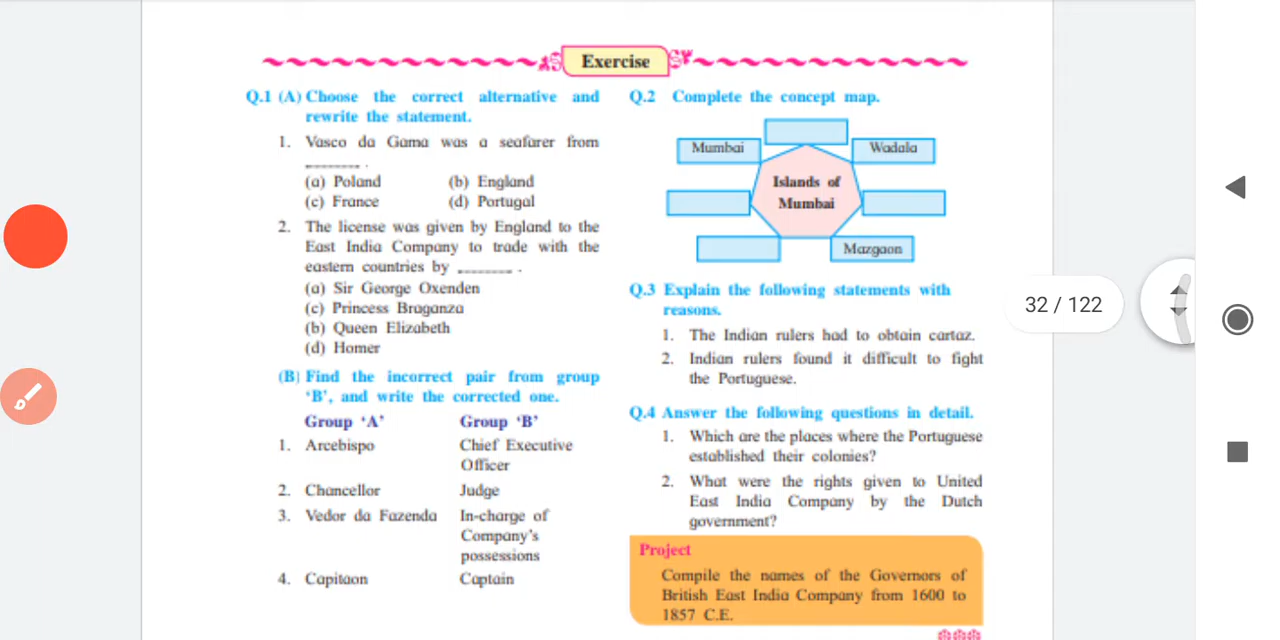 Exercise
Q.1 (A) Choose the correct alternative and
rewrite the statement.
1. Vasco da Gama was a seafarer from
________ .
(a) Poland (b) England
(c) France (d) Portugal
2. The license was given by England to the
East India Company to trade with the
eastern countries by ________ .
(a) Sir George Oxenden
(c) Princess Braganza
(b) Queen Elizabeth
(d) Homer
(B) Find the incorrect pair from group
‘B’, and write the corrected one.
Group ‘A’ Group ‘B’
1. Arcebispo Chief Executive
Officer
2. Chancellor Judge
3. Vedor da Fazenda In-charge of
Company’s
possessions
4. Capitaon Captain
Q.2 Complete the concept map.
Mumbai Wadala
Islands of
Mumbai
Mazgaon
Q.3 Explain the following statements with
reasons.
1. The Indian rulers had to obtain cartaz.
2. Indian rulers found it difficult to fight
the Portuguese.
Q.4 Answer the following questions in detail.
1. Which are the places where the Portuguese
established their colonies?
2. What were the rights given to United
East India Company by the Dutch
government?
Project
Compile the names of the Governors of
British East India Company from 1600 to
1857 C.E.
32 / 122